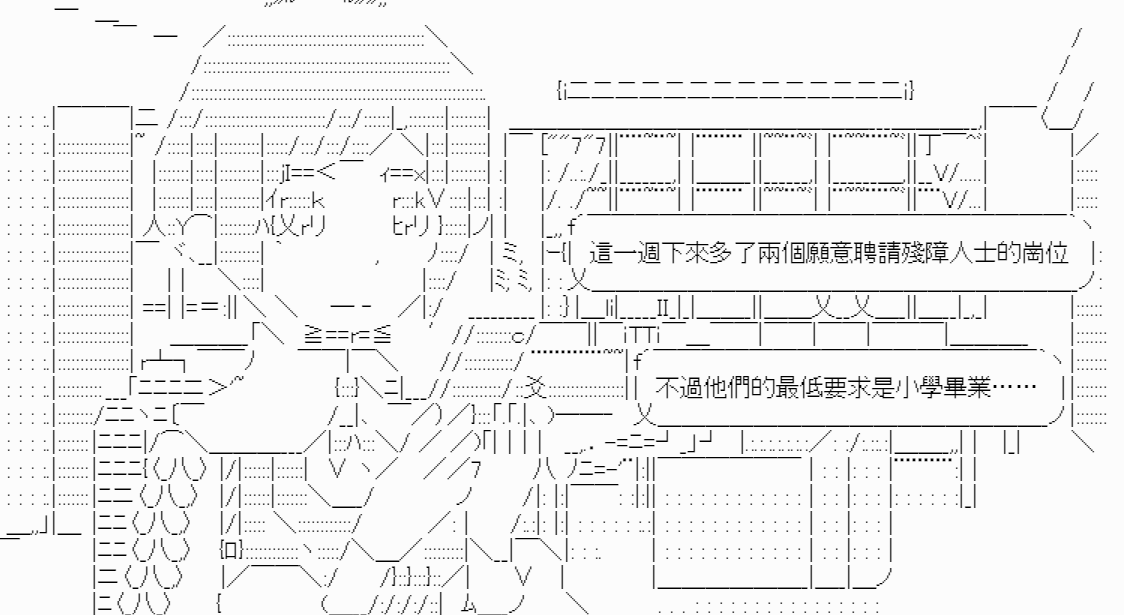 這一週下來多了兩個願意聘請殘障人士的崗位
不過他們的最低要求是小學畢業……